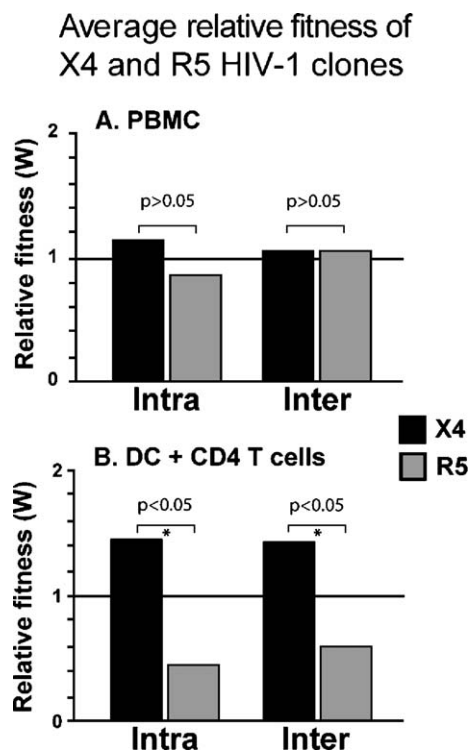 Average relative fitness of
X4 and R5 HIV-1 clones
A. PBMC
Relative fitness (W)
2
1
0
p>0.05
p>0.05
Intra
Inter
X4
R5
B. DC + CD4 T cells
Relative fitness (W)
2
1
0
p<0.05
*
p<0.05
*
Intra
Inter